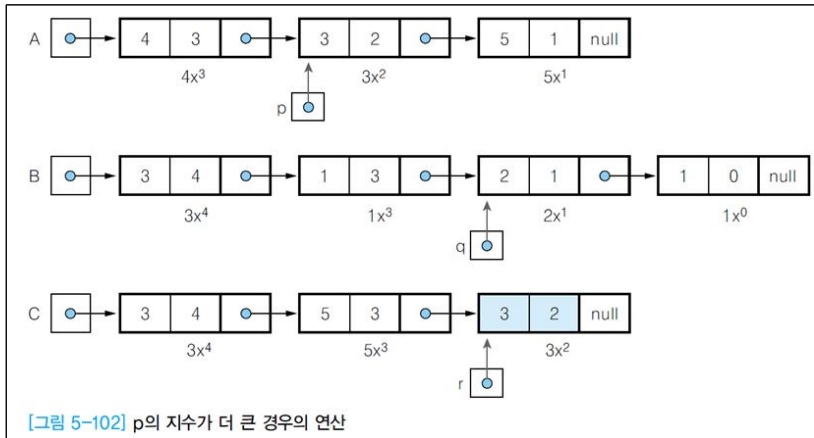 A 4 3 3 2 5 1 null
4x³ 3x² 5x¹
p
B 3 4 1 3 2 1 1 0 null
3x⁴ 1x³ 2x¹ 1x⁰
q
C 3 4 5 3 3 2 null
3x⁴ 5x³ 3x²
r
[그림 5-102] p의 지수가 더 큰 경우의 연산